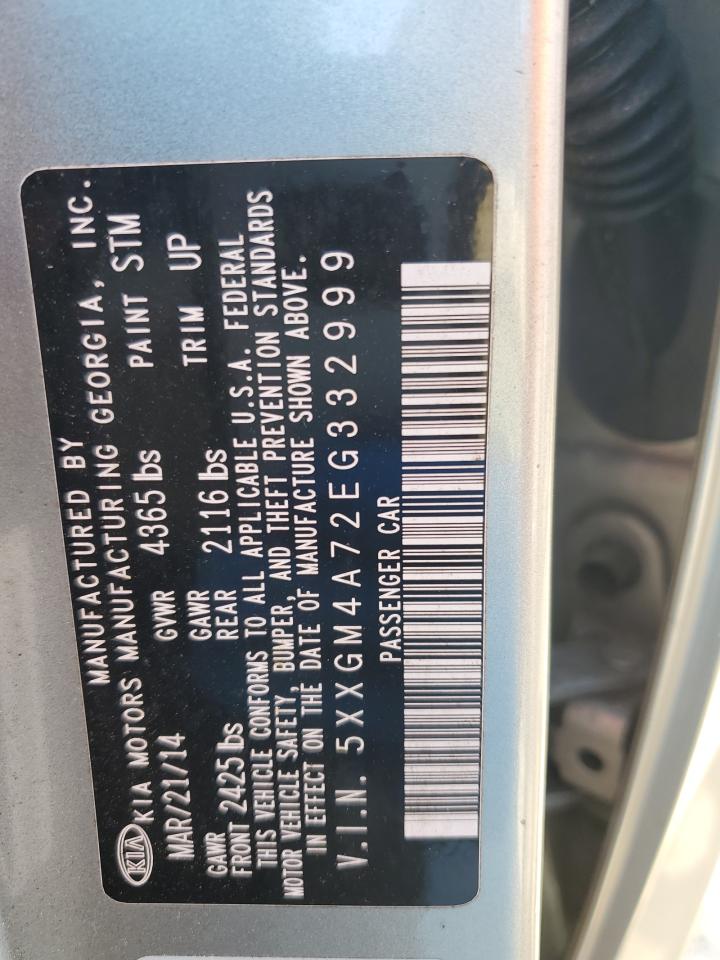 MANUFACTURED BY
KIA KIA MOTORS MANUFACTURING GEORGIA, INC.
MAR/21/14 GVWR 4365 lbs PAINT STM
GAWR FRONT 2425 lbs GAWR REAR 2116 lbs TRIM UP
THIS VEHICLE CONFORMS TO ALL APPLICABLE U.S.A. FEDERAL
MOTOR VEHICLE SAFETY, BUMPER, AND THEFT PREVENTION STANDARDS
IN EFFECT ON THE DATE OF MANUFACTURE SHOWN ABOVE.
V.I.N. 5XXGM4A72EG332999
PASSENGER CAR